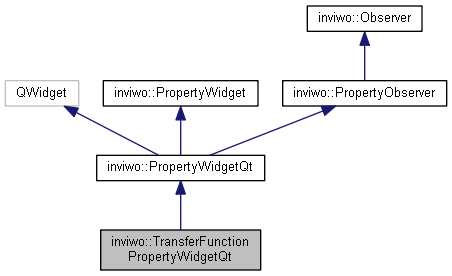 inviwo::Observer
QWidget
inviwo::PropertyWidget
inviwo::PropertyObserver
inviwo::PropertyWidgetQt
inviwo::TransferFunction
PropertyWidgetQt